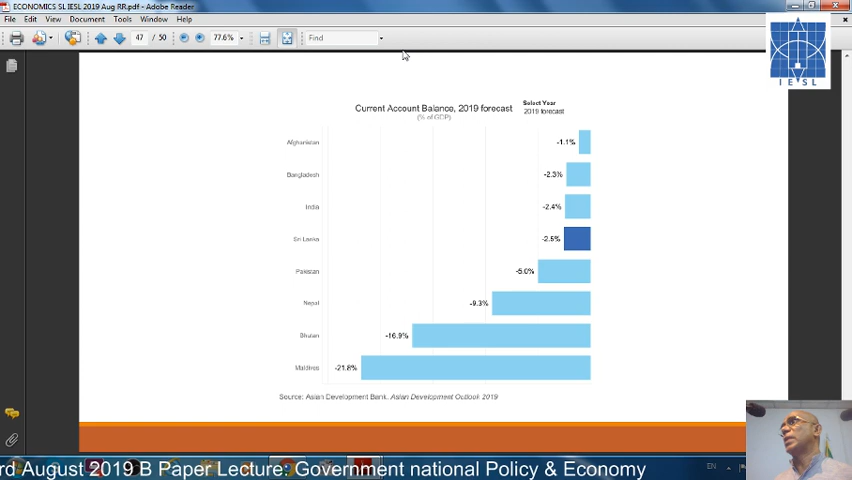 ECONOMICS SL IESL 2019 Aug RR.pdf - Adobe Reader
File Edit View Document Tools Window Help
47 / 50 77.6% Find
IESL
Current Account Balance, 2019 forecast
(% of GDP)
Select Year
2019 forecast
Afghanistan -1.1%
Bangladesh -2.3%
India -2.4%
Sri Lanka -2.5%
Pakistan -5.0%
Nepal -9.3%
Bhutan -16.9%
Maldives -21.8%
Source: Asian Development Bank. Asian Development Outlook 2019
rd August 2019 B Paper Lecture: Government national Policy & Economy
EN